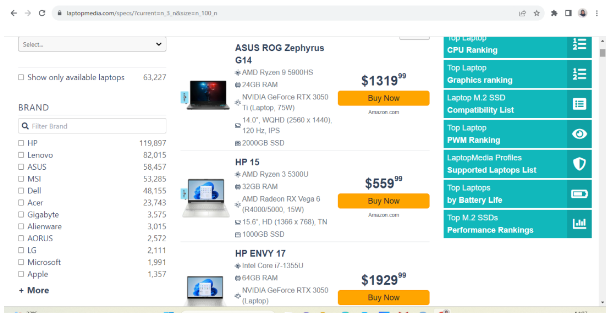 laptopmedia.com/specs/?current=n_3_n&size=n_100_n
Select...
Show only available laptops 63,227
BRAND
Filter Brand
HP 119,897
Lenovo 82,015
ASUS 58,457
MSI 53,285
Dell 48,155
Acer 23,743
Gigabyte 3,575
Alienware 3,015
AORUS 2,572
LG 2,111
Microsoft 1,991
Apple 1,357
+ More
ASUS ROG Zephyrus
G14
AMD Ryzen 9 5900HS
24GB RAM
NVIDIA GeForce RTX 3050
Ti (Laptop, 75W)
14.0", WQHD (2560 x 1440),
120 Hz, IPS
2000GB SSD
$1319⁹⁹
Buy Now
Amazon.com
HP 15
AMD Ryzen 3 5300U
32GB RAM
AMD Radeon RX Vega 6
(R4000/5000, 15W)
15.6", HD (1366 x 768), TN
1000GB SSD
$559⁹⁹
Buy Now
Amazon.com
HP ENVY 17
Intel Core i7-1355U
64GB RAM
NVIDIA GeForce RTX 3050
(Laptop)
$1929⁹⁹
Buy Now
Top Laptop
CPU Ranking
Top Laptop
Graphics ranking
Laptop M.2 SSD
Compatibility List
Top Laptop
PWM Ranking
LaptopMedia Profiles
Supported Laptops List
Top Laptops
by Battery Life
Top M.2 SSDs
Performance Rankings